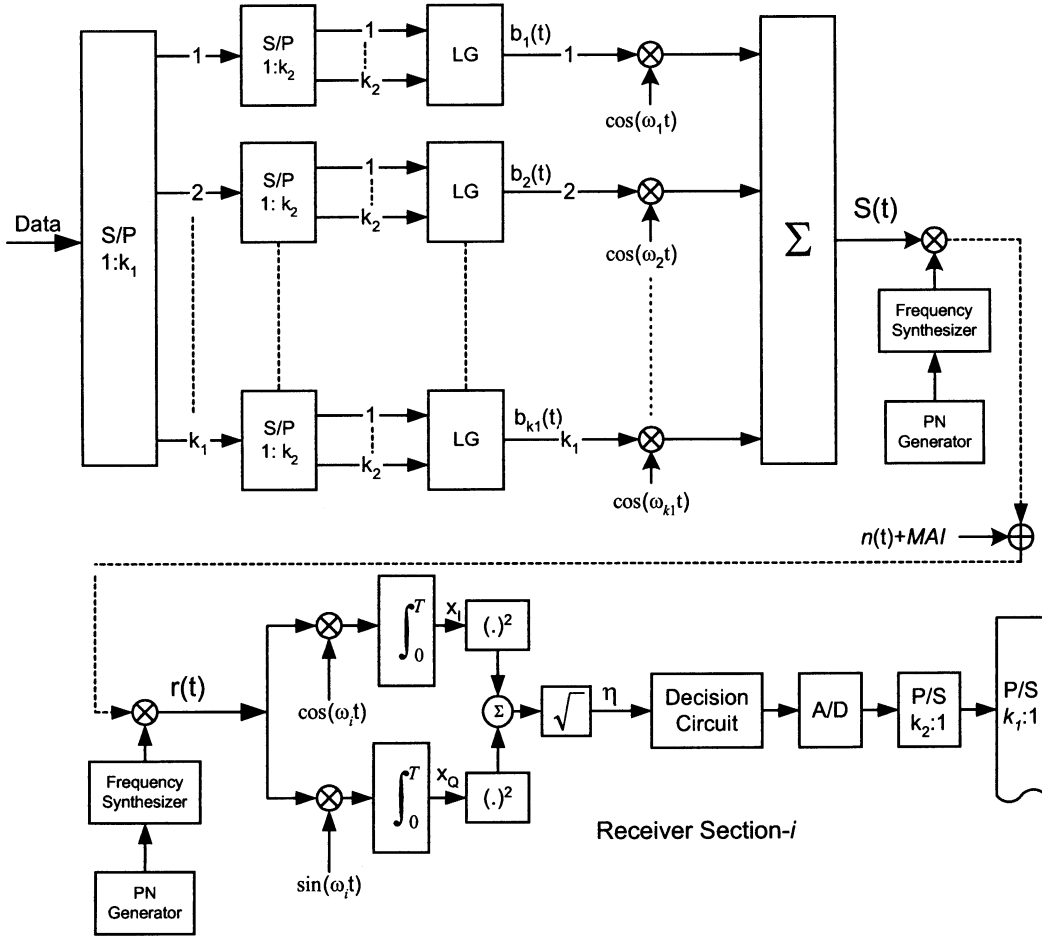 Data
S/P
1:k₁
1
S/P
1:k₂
1
k₂
LG
b₁(t)
1
cos(ω₁t)
2
S/P
1: k₂
1
k₂
LG
b₂(t)
2
cos(ω₂t)
k₁
S/P
1: k₂
1
k₂
LG
bₖ₁(t)
k₁
cos(ωₖ₁t)
Σ
S(t)
Frequency
Synthesizer
PN
Generator
n(t)+MAI
r(t)
Frequency
Synthesizer
PN
Generator
cos(ωᵢt)
∫₀ᵀ
x_I
(.)²
sin(ωᵢt)
∫₀ᵀ
x_Q
(.)²
Σ
√
η
Decision
Circuit
A/D
P/S
k₂:1
P/S
k₁:1
Receiver Section-i